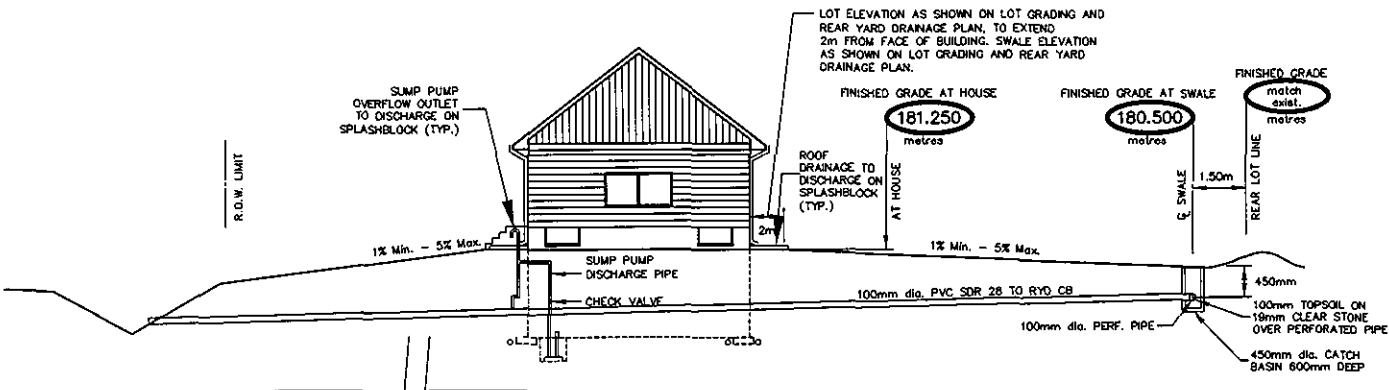 LOT ELEVATION AS SHOWN ON LOT GRADING AND
REAR YARD DRAINAGE PLAN, TO EXTEND
2m FROM FACE OF BUILDING. SWALE ELEVATION
AS SHOWN ON LOT GRADING AND REAR YARD
DRAINAGE PLAN.
SUMP PUMP
OVERFLOW OUTLET
TO DISCHARGE ON
SPLASHBLOCK (TYP.)
FINISHED GRADE AT HOUSE
181.250
metres
FINISHED GRADE AT SWALE
180.500
metres
FINISHED GRADE
match
exist.
metres
R.O.W. LIMIT
ROOF
DRAINAGE TO
DISCHARGE ON
SPLASHBLOCK
(TYP.)
AT HOUSE
℄ SWALE
1.50m
REAR LOT LINE
2m
1% Min. - 5% Max.
1% Min. - 5% Max.
SUMP PUMP
DISCHARGE PIPE
CHECK VALVE
100mm dia. PVC SDR 28 TO RYD CB
450mm
100mm dia. PERF. PIPE
100mm TOPSOIL ON
19mm CLEAR STONE
OVER PERFORATED PIPE
450mm dia. CATCH
BASIN 600mm DEEP